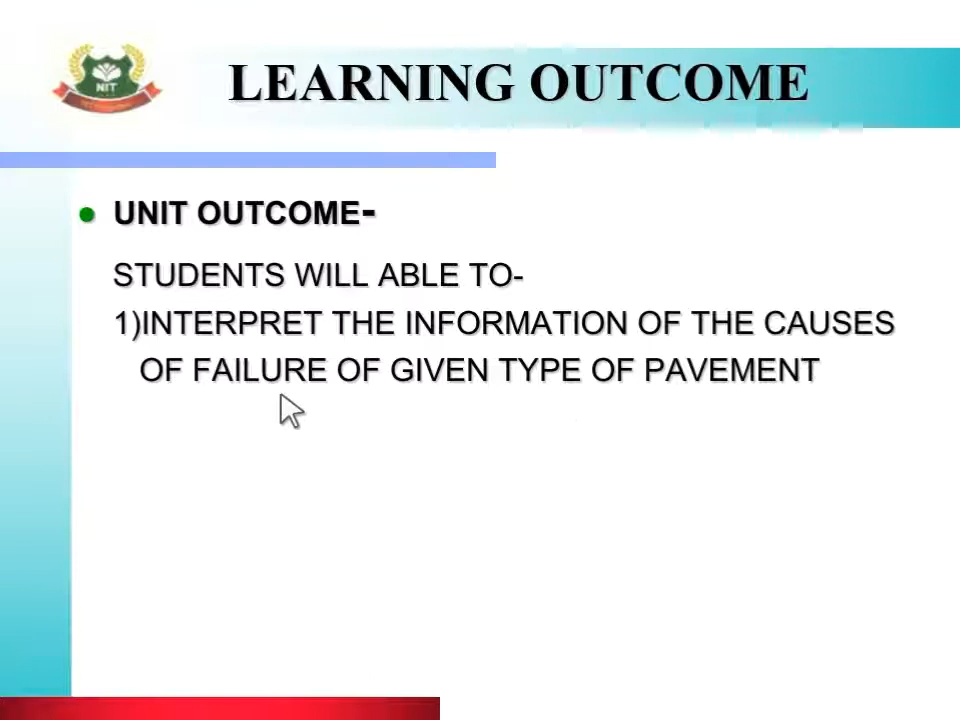 NIT
LEARNING OUTCOME
UNIT OUTCOME-
STUDENTS WILL ABLE TO-
1)INTERPRET THE INFORMATION OF THE CAUSES
OF FAILURE OF GIVEN TYPE OF PAVEMENT